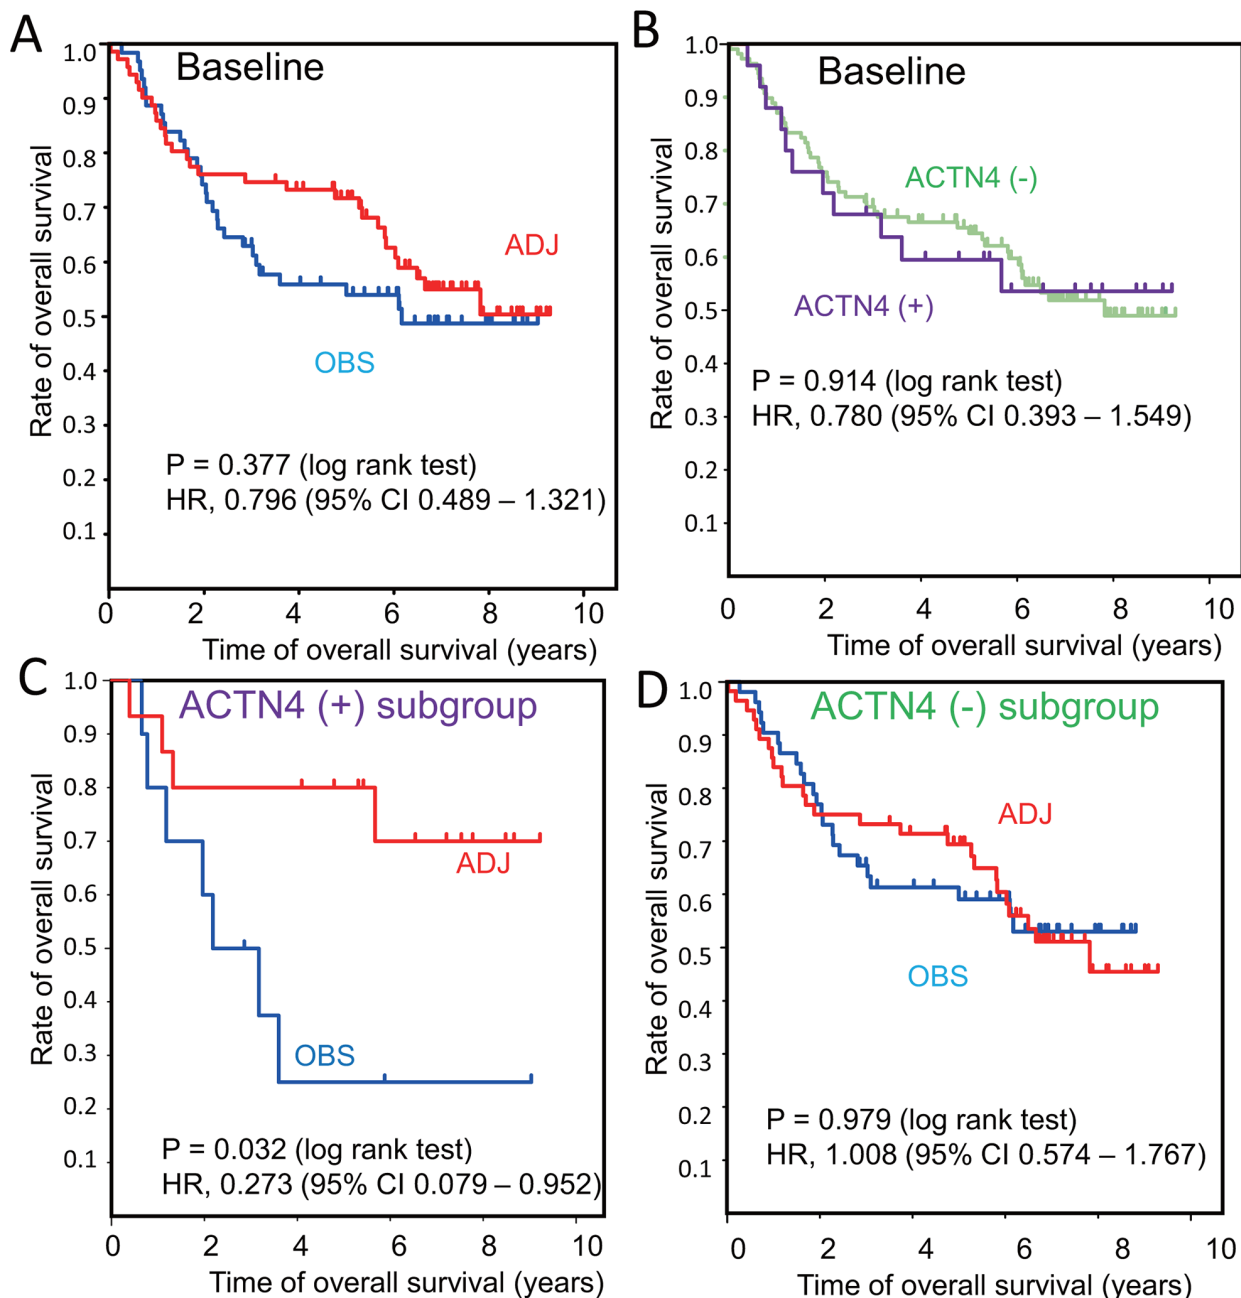 A
Baseline
1.0
0.9
0.8
0.7
0.6
0.5
0.4
0.3
0.2
0.1
Rate of overall survival
ADJ
OBS
P = 0.377 (log rank test)
HR, 0.796 (95% CI 0.489 – 1.321)
0 2 4 6 8 10
Time of overall survival (years)
B
Baseline
1.0
0.9
0.8
0.7
0.6
0.5
0.4
0.3
0.2
0.1
Rate of overall survival
ACTN4 (-)
ACTN4 (+)
P = 0.914 (log rank test)
HR, 0.780 (95% CI 0.393 – 1.549)
0 2 4 6 8 10
Time of overall survival (years)
C
ACTN4 (+) subgroup
1.0
0.9
0.8
0.7
0.6
0.5
0.4
0.3
0.2
0.1
Rate of overall survival
ADJ
OBS
P = 0.032 (log rank test)
HR, 0.273 (95% CI 0.079 – 0.952)
0 2 4 6 8 10
Time of overall survival (years)
D
ACTN4 (-) subgroup
1.0
0.9
0.8
0.7
0.6
0.5
0.4
0.3
0.2
0.1
Rate of overall survival
ADJ
OBS
P = 0.979 (log rank test)
HR, 1.008 (95% CI 0.574 – 1.767)
0 2 4 6 8 10
Time of overall survival (years)